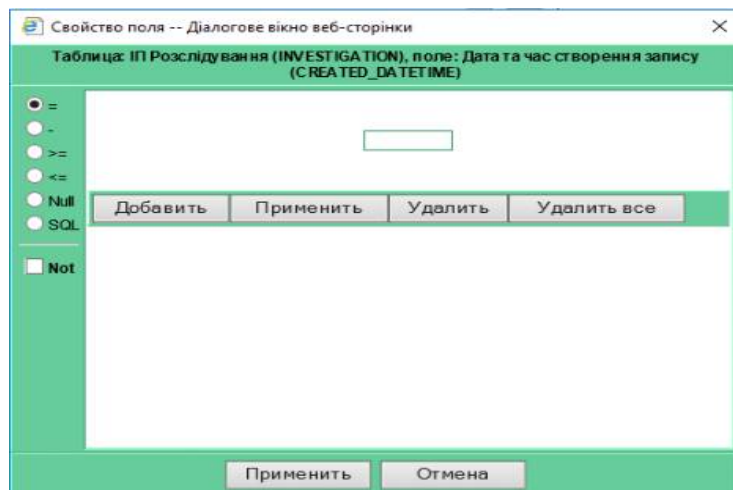 Свойство поля -- Діалогове вікно веб-сторінки
Таблица: ІП Розслідування (INVESTIGATION), поле: Дата та час створення запису
(CREATED_DATETIME)
=
-
>=
<=
Null
SQL
Добавить Применить Удалить Удалить все
Not
Применить Отмена